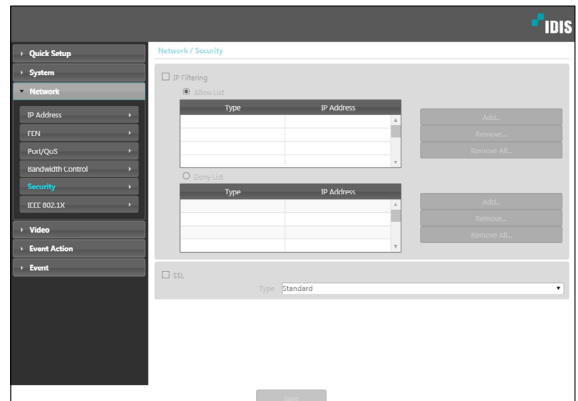 IDIS
Quick Setup
System
Network
IP Address
FEN
Port/QoS
Bandwidth Control
Security
IEEE 802.1X
Video
Event Action
Event
Network / Security
IP Filtering
Allow List
Type IP Address
Add...
Remove...
Remove All...
Deny List
Type IP Address
Add...
Remove...
Remove All...
SSL
Type Standard
Save